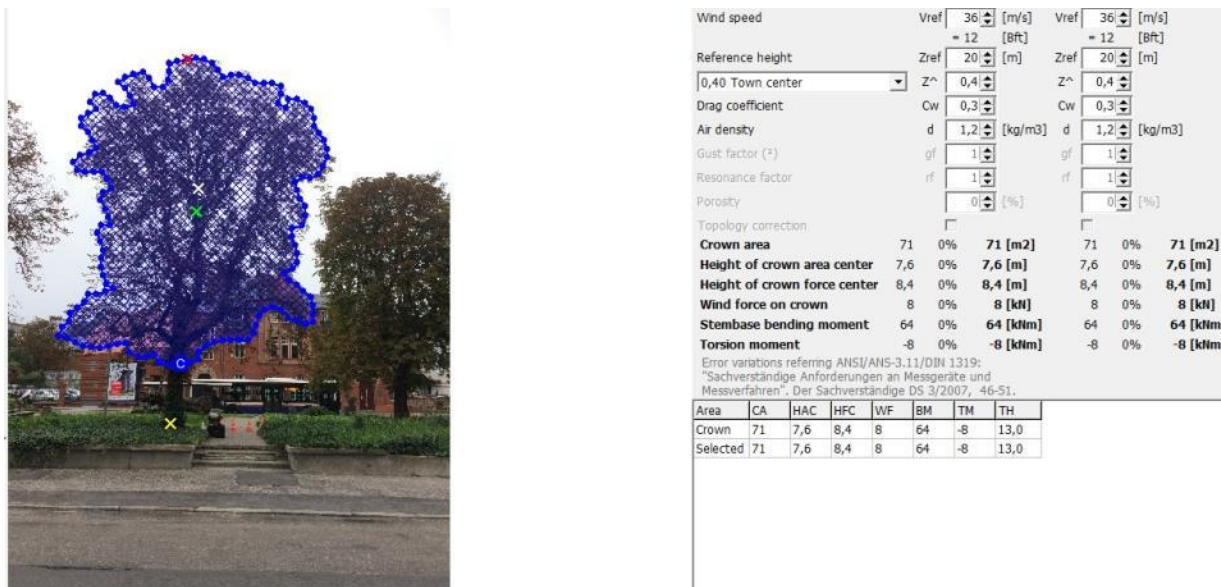 Wind speed Vref 36 [m/s] Vref 36 [m/s]
= 12 [Bft] = 12 [Bft]
Reference height Zref 20 [m] Zref 20 [m]
0,40 Town center Z^ 0,4 Z^ 0,4
Drag coefficient Cw 0,3 Cw 0,3
Air density d 1,2 [kg/m3] d 1,2 [kg/m3]
Gust factor (²) gf 1 gf 1
Resonance factor rf 1 rf 1
Porosity 0 [%] 0 [%]
Topology correction
Crown area 71 0% 71 [m2] 71 0% 71 [m2]
Height of crown area center 7,6 0% 7,6 [m] 7,6 0% 7,6 [m]
Height of crown force center 8,4 0% 8,4 [m] 8,4 0% 8,4 [m]
Wind force on crown 8 0% 8 [kN] 8 0% 8 [kN]
Stembase bending moment 64 0% 64 [kNm] 64 0% 64 [kNm
Torsion moment -8 0% -8 [kNm] -8 0% -8 [kNm
Error variations referring ANSI/ANS-3.11/DIN 1319:
"Sachverständige Anforderungen an Messgeräte und
Messverfahren". Der Sachverständige DS 3/2007, 46-51.
Area CA HAC HFC WF BM TM TH
Crown 71 7,6 8,4 8 64 -8 13,0
Selected 71 7,6 8,4 8 64 -8 13,0
C